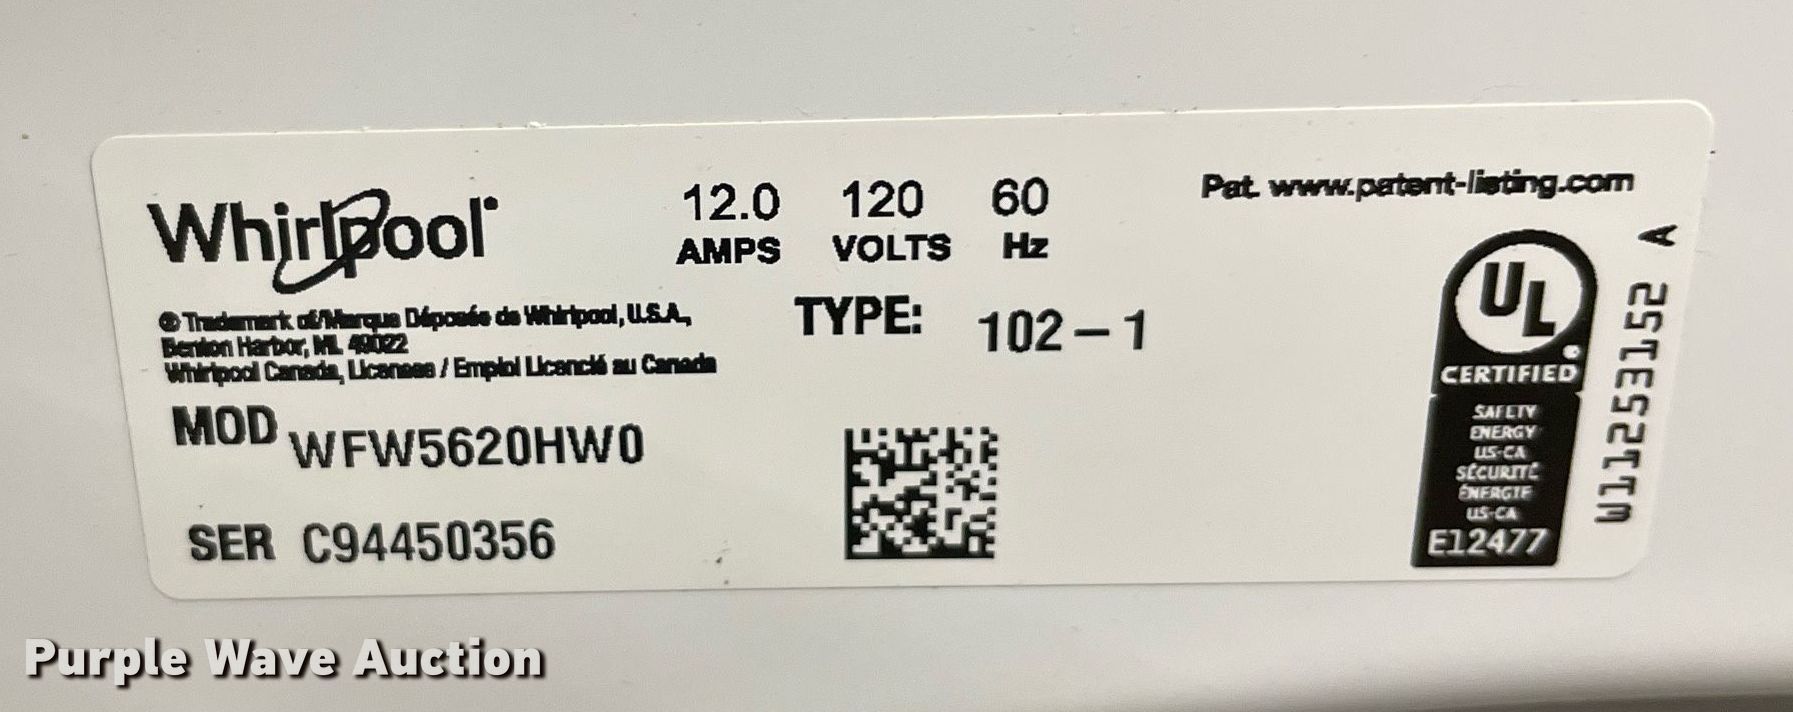 Whirlpool®
12.0 120 60
AMPS VOLTS Hz
Pat. www.patent-listing.com
® Trademark of/Marque Déposée de Whirlpool, U.S.A.,
Benton Harbor, MI. 49022
Whirlpool Canada, Licensee / Emploi Licencié au Canada
TYPE: 102-1
MOD WFW5620HW0
SER C94450356
UL
®
CERTIFIED
SAFETY
ENERGY
US-CA
SÉCURITÉ
ÉNERGIE
US-CA
E12477
W11253152 A
Purple Wave Auction